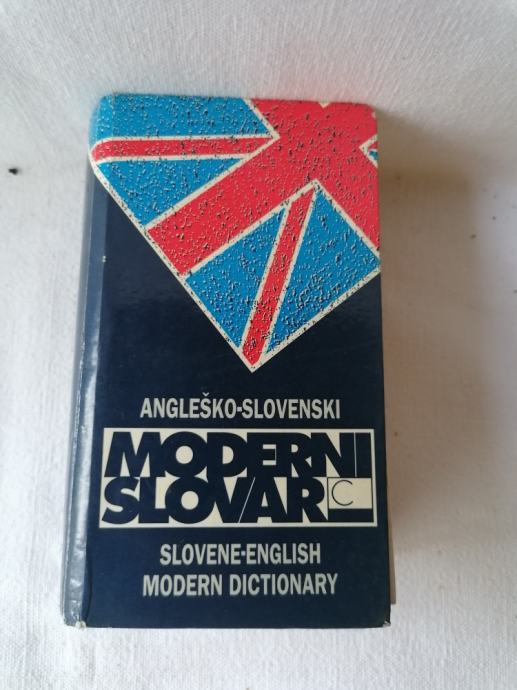 ANGLEŠKO-SLOVENSKI
MODERNI
SLOVAR C
SLOVENE-ENGLISH
MODERN DICTIONARY